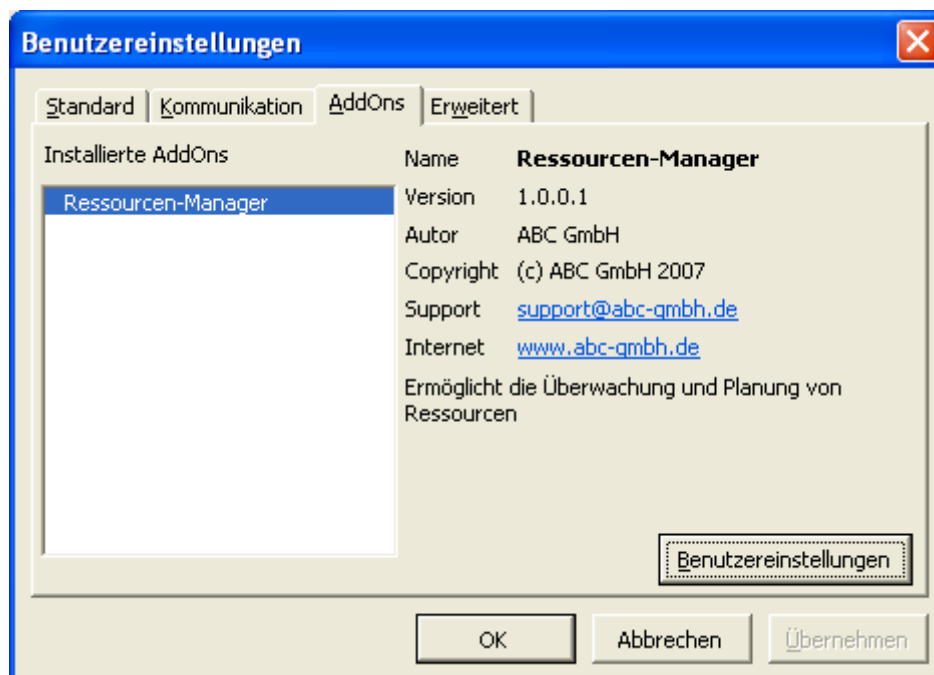 Benutzereinstellungen
Standard Kommunikation AddOns Erweitert
Installierte AddOns
Ressourcen-Manager
Name Ressourcen-Manager
Version 1.0.0.1
Autor ABC GmbH
Copyright (c) ABC GmbH 2007
Support support@abc-gmbh.de
Internet www.abc-gmbh.de
Ermöglicht die Überwachung und Planung von
Ressourcen
Benutzereinstellungen
OK Abbrechen Übernehmen